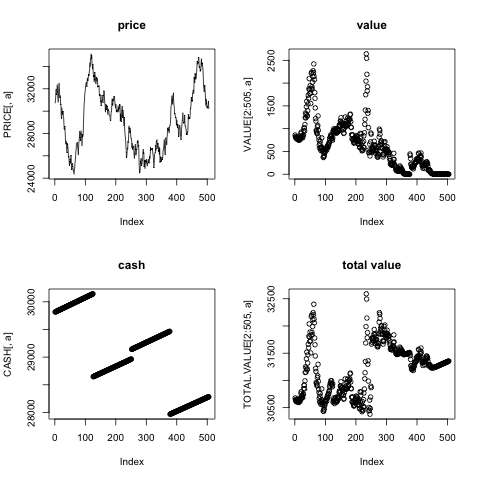 price
PRICE[, a]
24000 28000 32000
0 100 200 300 400 500
Index
value
VALUE[2:505, a]
0 500 1500 2500
0 100 200 300 400 500
Index
cash
CASH[, a]
28000 29000 30000
0 100 200 300 400 500
Index
total value
TOTAL.VALUE[2:505, a]
30500 31500 32500
0 100 200 300 400 500
Index